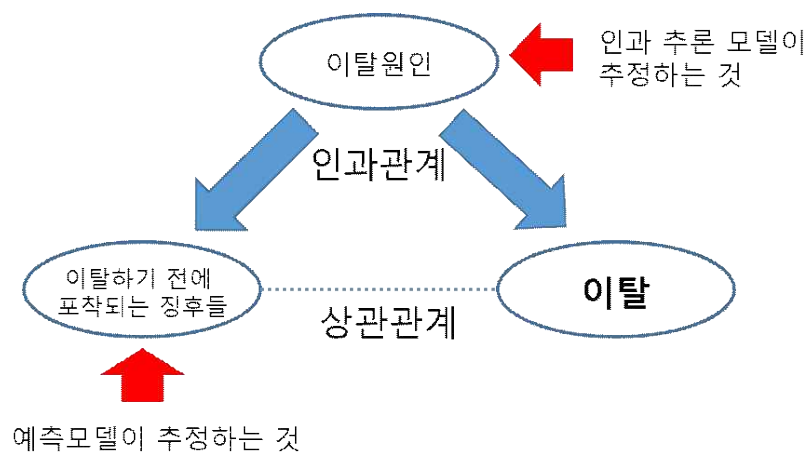 이탈원인
인과 추론 모델이
추정하는 것
인과관계
이탈하기 전에
포착되는 징후들
이탈
상관관계
예측모델이 추정하는 것